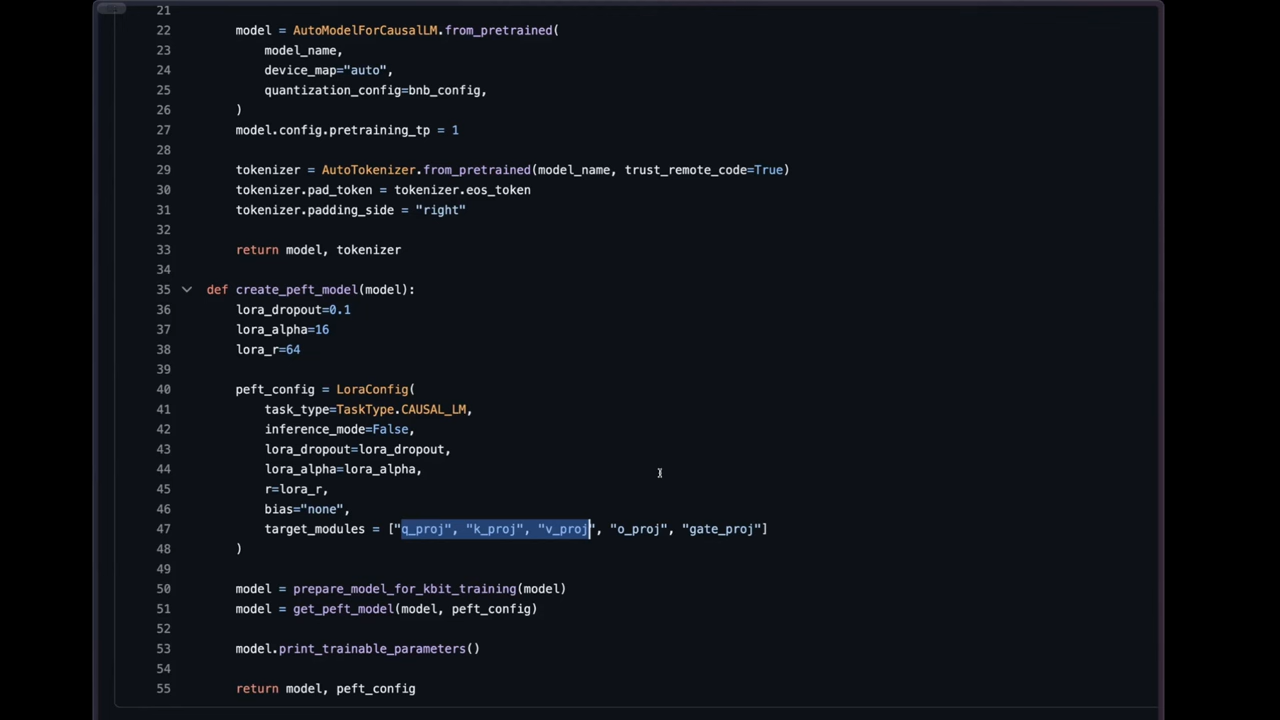 21
22 model = AutoModelForCausalLM.from_pretrained(
23 model_name,
24 device_map="auto",
25 quantization_config=bnb_config,
26 )
27 model.config.pretraining_tp = 1
28
29 tokenizer = AutoTokenizer.from_pretrained(model_name, trust_remote_code=True)
30 tokenizer.pad_token = tokenizer.eos_token
31 tokenizer.padding_side = "right"
32
33 return model, tokenizer
34
35 def create_peft_model(model):
36 lora_dropout=0.1
37 lora_alpha=16
38 lora_r=64
39
40 peft_config = LoraConfig(
41 task_type=TaskType.CAUSAL_LM,
42 inference_mode=False,
43 lora_dropout=lora_dropout,
44 lora_alpha=lora_alpha,
45 r=lora_r,
46 bias="none",
47 target_modules = ["q_proj", "k_proj", "v_proj", "o_proj", "gate_proj"]
48 )
49
50 model = prepare_model_for_kbit_training(model)
51 model = get_peft_model(model, peft_config)
52
53 model.print_trainable_parameters()
54
55 return model, peft_config